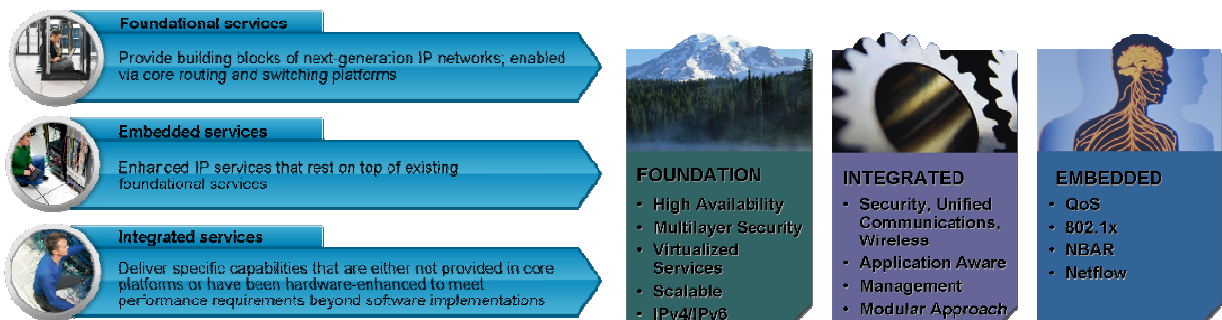 Foundational services
Provide building blocks of next-generation IP networks; enabled
via core routing and switching platforms
Embedded services
Enhanced IP services that rest on top of existing
foundational services
Integrated services
Deliver specific capabilities that are either not provided in core
platforms or have been hardware-enhanced to meet
performance requirements beyond software implementations
FOUNDATION
• High Availability
• Multilayer Security
• Virtualized
Services
• Scalable
• IPv4/IPv6
INTEGRATED
• Security, Unified
Communications,
Wireless
• Application Aware
• Management
• Modular Approach
EMBEDDED
• QoS
• 802.1x
• NBAR
• Netflow